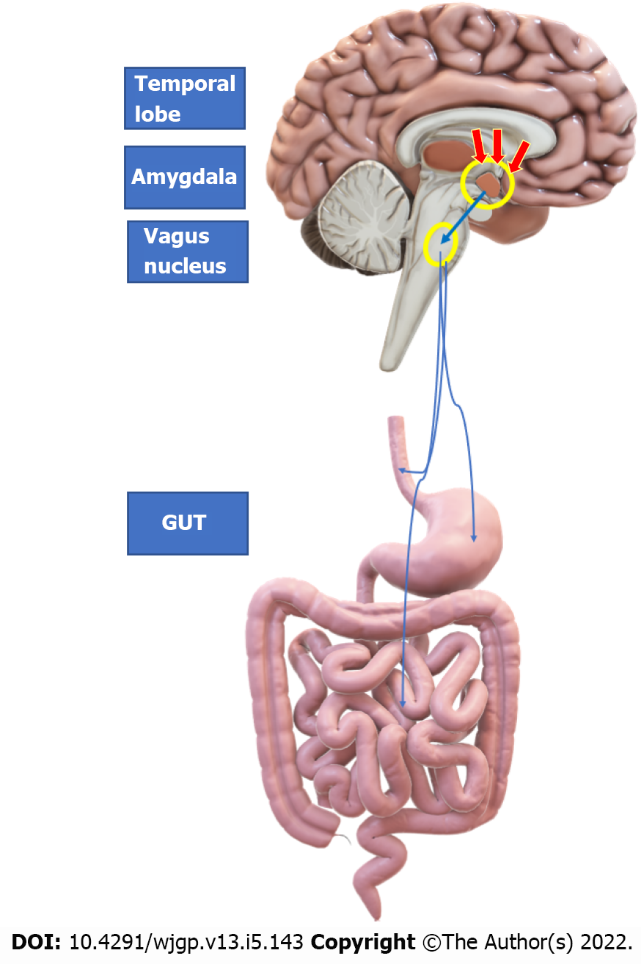 Temporal
lobe
Amygdala
Vagus
nucleus
GUT
DOI: 10.4291/wjgp.v13.i5.143 Copyright ©The Author(s) 2022.